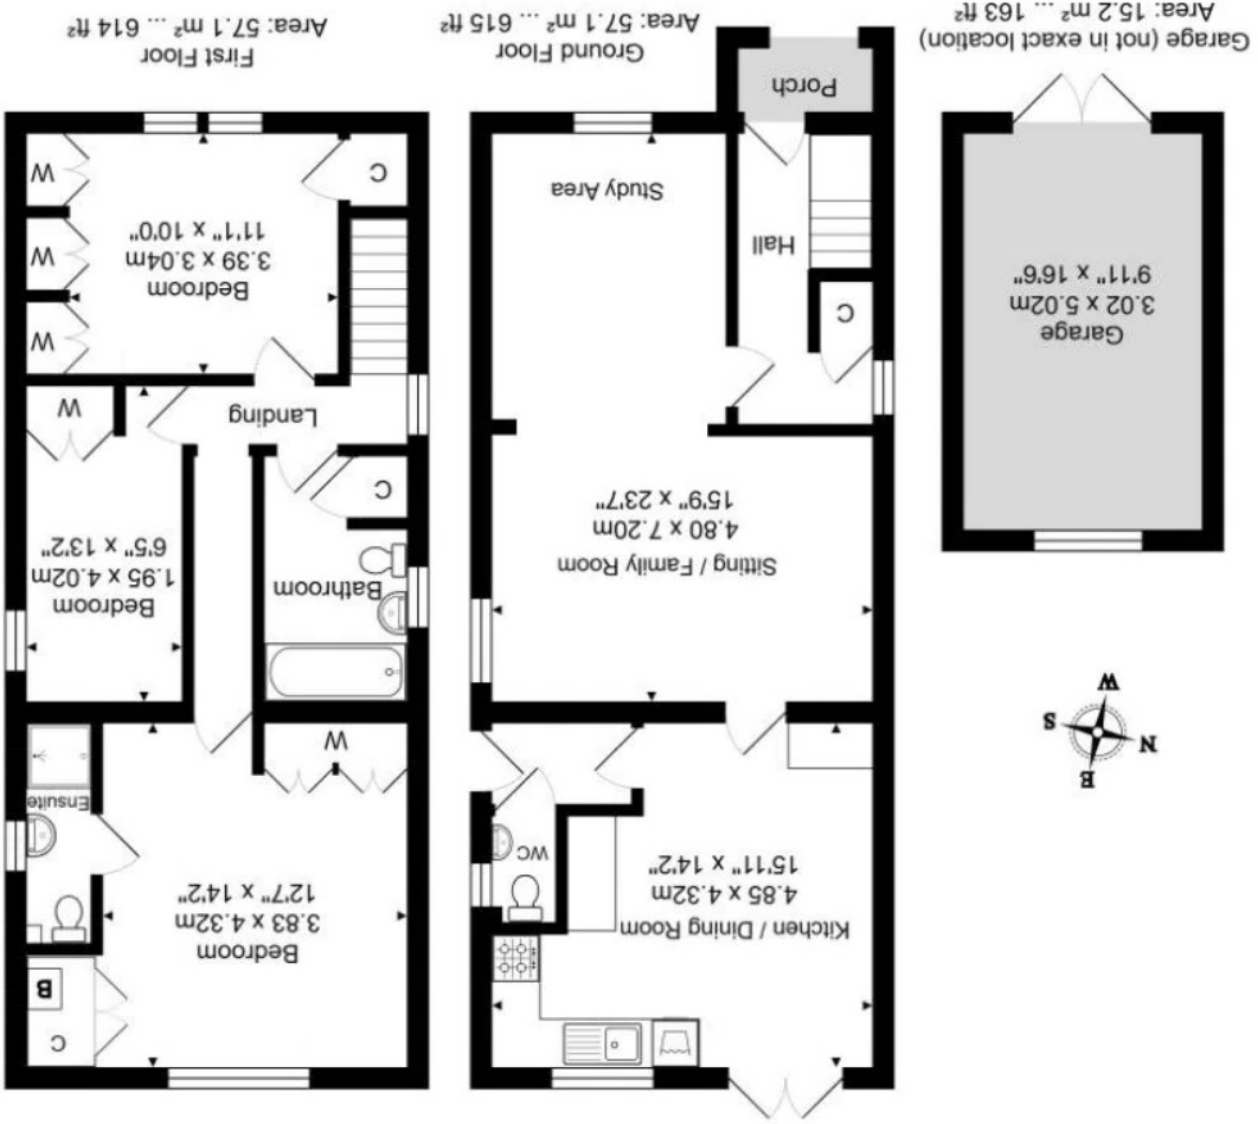 E
N
S
W
Garage
3.02 x 5.02m
9'11" x 16'6"
Garage (not in exact location)
Area: 15.2 m² ... 163 ft²
Kitchen / Dining Room
4.85 x 4.32m
15'11" x 14'2"
WC
Sitting / Family Room
4.80 x 7.20m
15'9" x 23'7"
C
Hall
Study Area
Porch
Ground Floor
Area: 57.1 m² ... 615 ft²
C
B
Bedroom
3.83 x 4.32m
12'7" x 14'2"
Ensuite
W
Bathroom
Bedroom
1.95 x 4.02m
6'5" x 13'2"
C
Landing
W
W
Bedroom
3.39 x 3.04m
11'1" x 10'0"
W
C
W
First Floor
Area: 57.1 m² ... 614 ft²